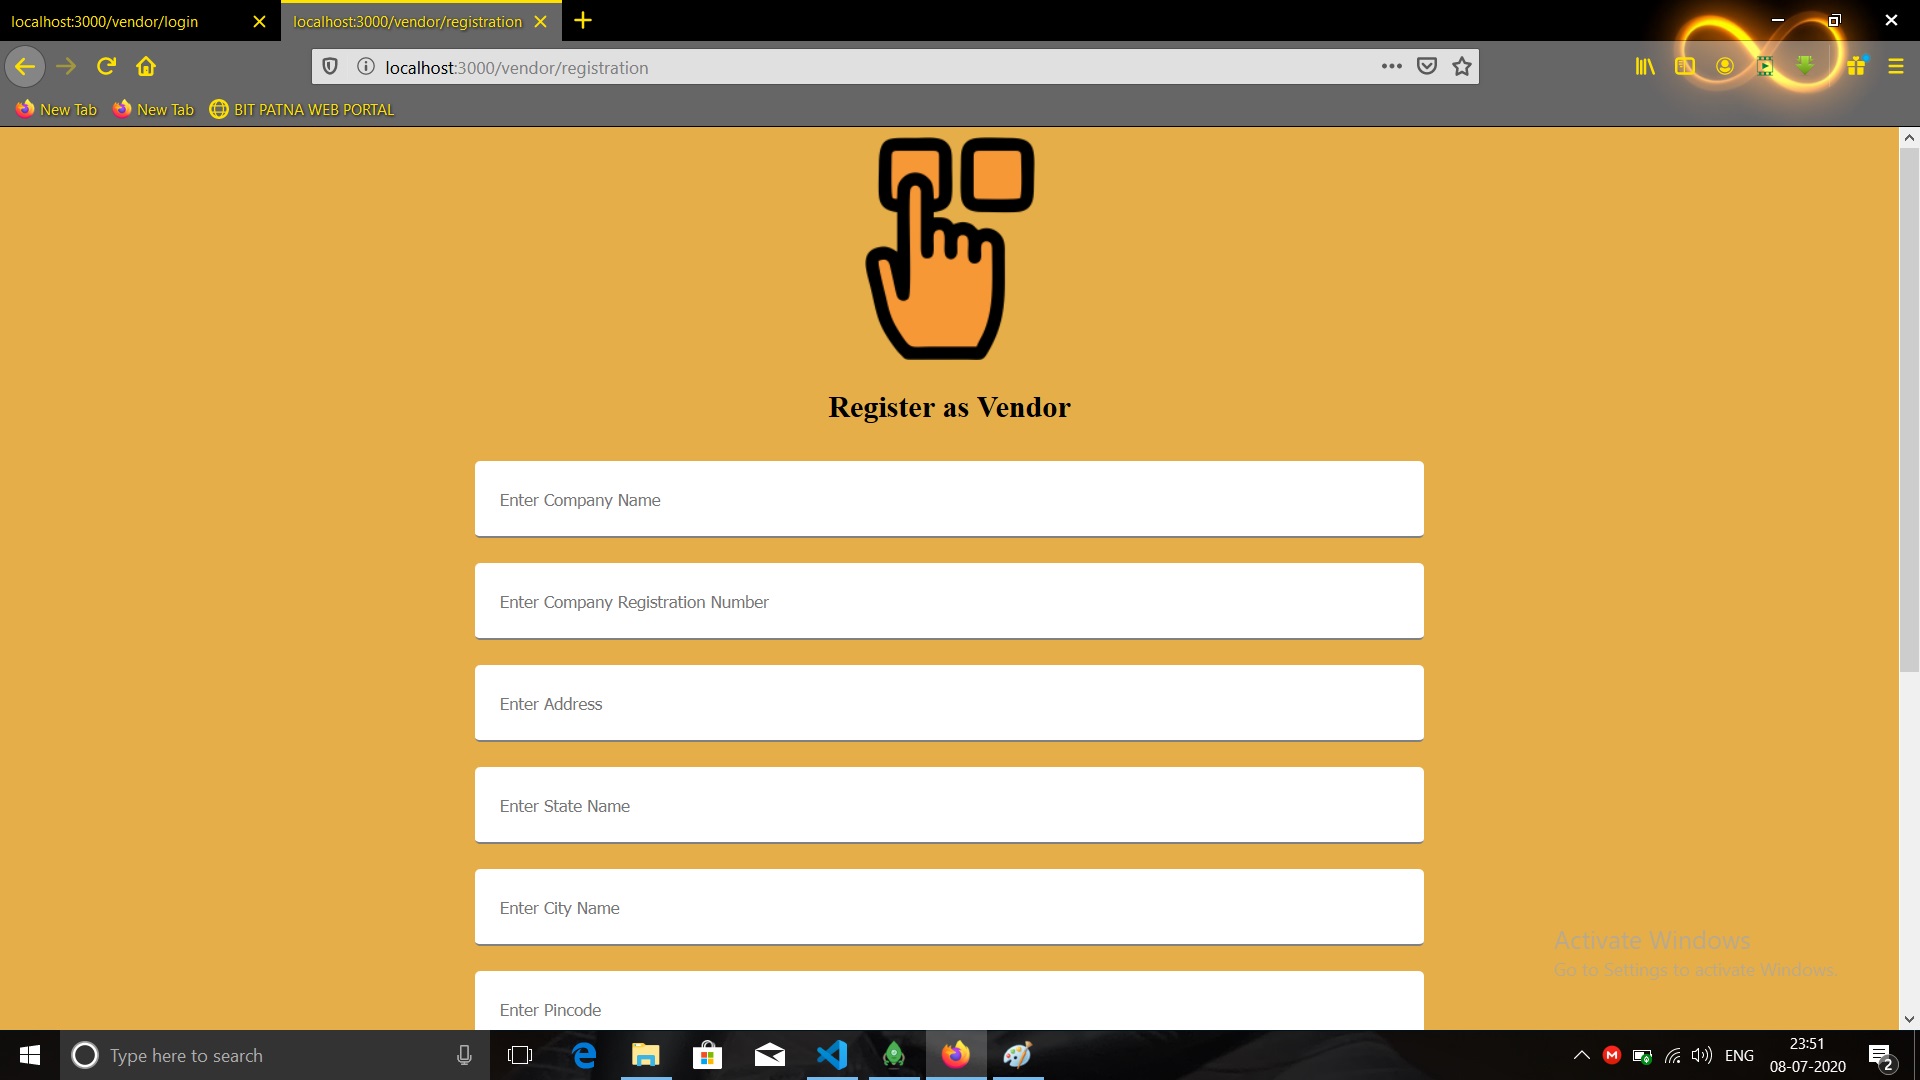 localhost:3000/vendor/login
localhost:3000/vendor/registration
localhost:3000/vendor/registration
New Tab
New Tab
BIT PATNA WEB PORTAL
Register as Vendor
Enter Company Name
Enter Company Registration Number
Enter Address
Enter State Name
Enter City Name
Enter Pincode
Activate Windows
Go to Settings to activate Windows.
Type here to search
ENG
23:51
08-07-2020
2